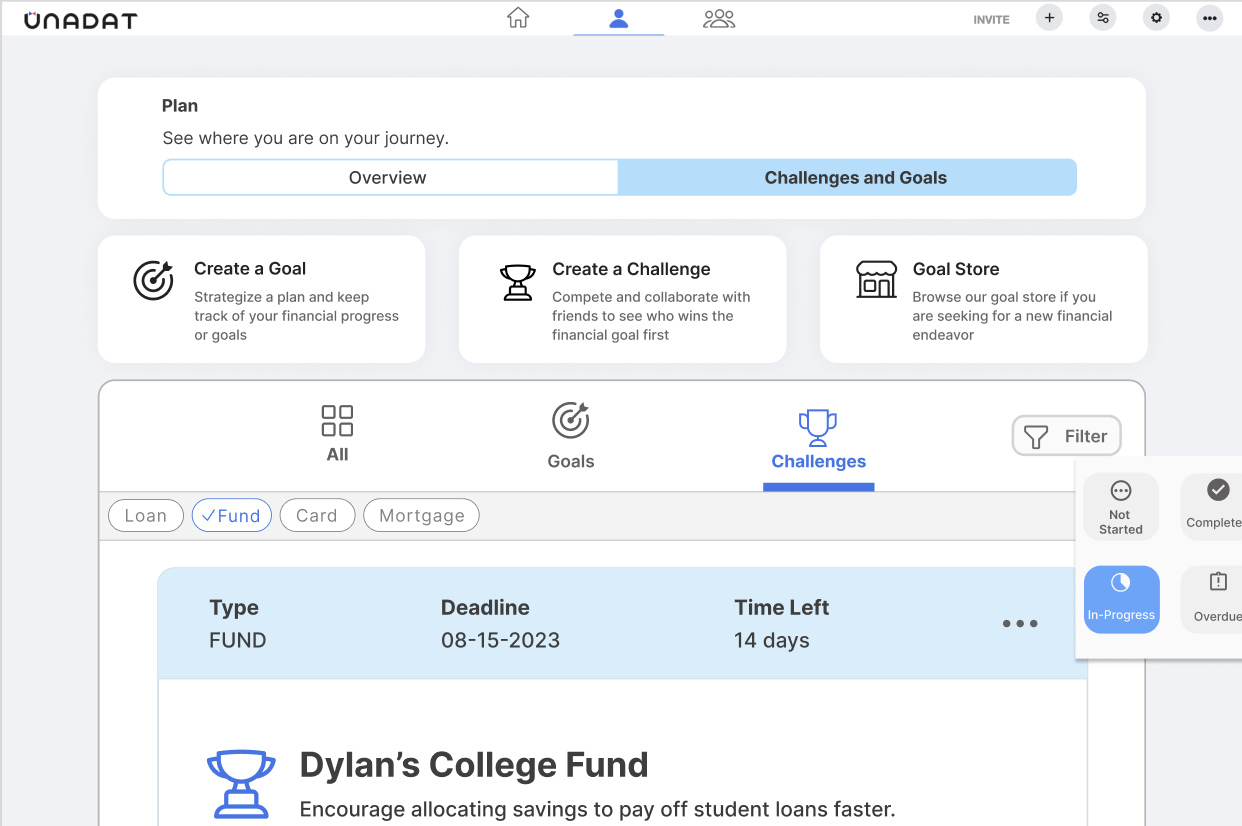 ÜNADAT
INVITE
Plan
See where you are on your journey.
Overview
Challenges and Goals
Create a Goal
Strategize a plan and keep
track of your financial progress
or goals
Create a Challenge
Compete and collaborate with
friends to see who wins the
financial goal first
Goal Store
Browse our goal store if you
are seeking for a new financial
endeavor
All
Goals
Challenges
Filter
Not
Started
Complete
In-Progress
Overdue
Loan
✓Fund
Card
Mortgage
Type
FUND
Deadline
08-15-2023
Time Left
14 days
Dylan’s College Fund
Encourage allocating savings to pay off student loans faster.